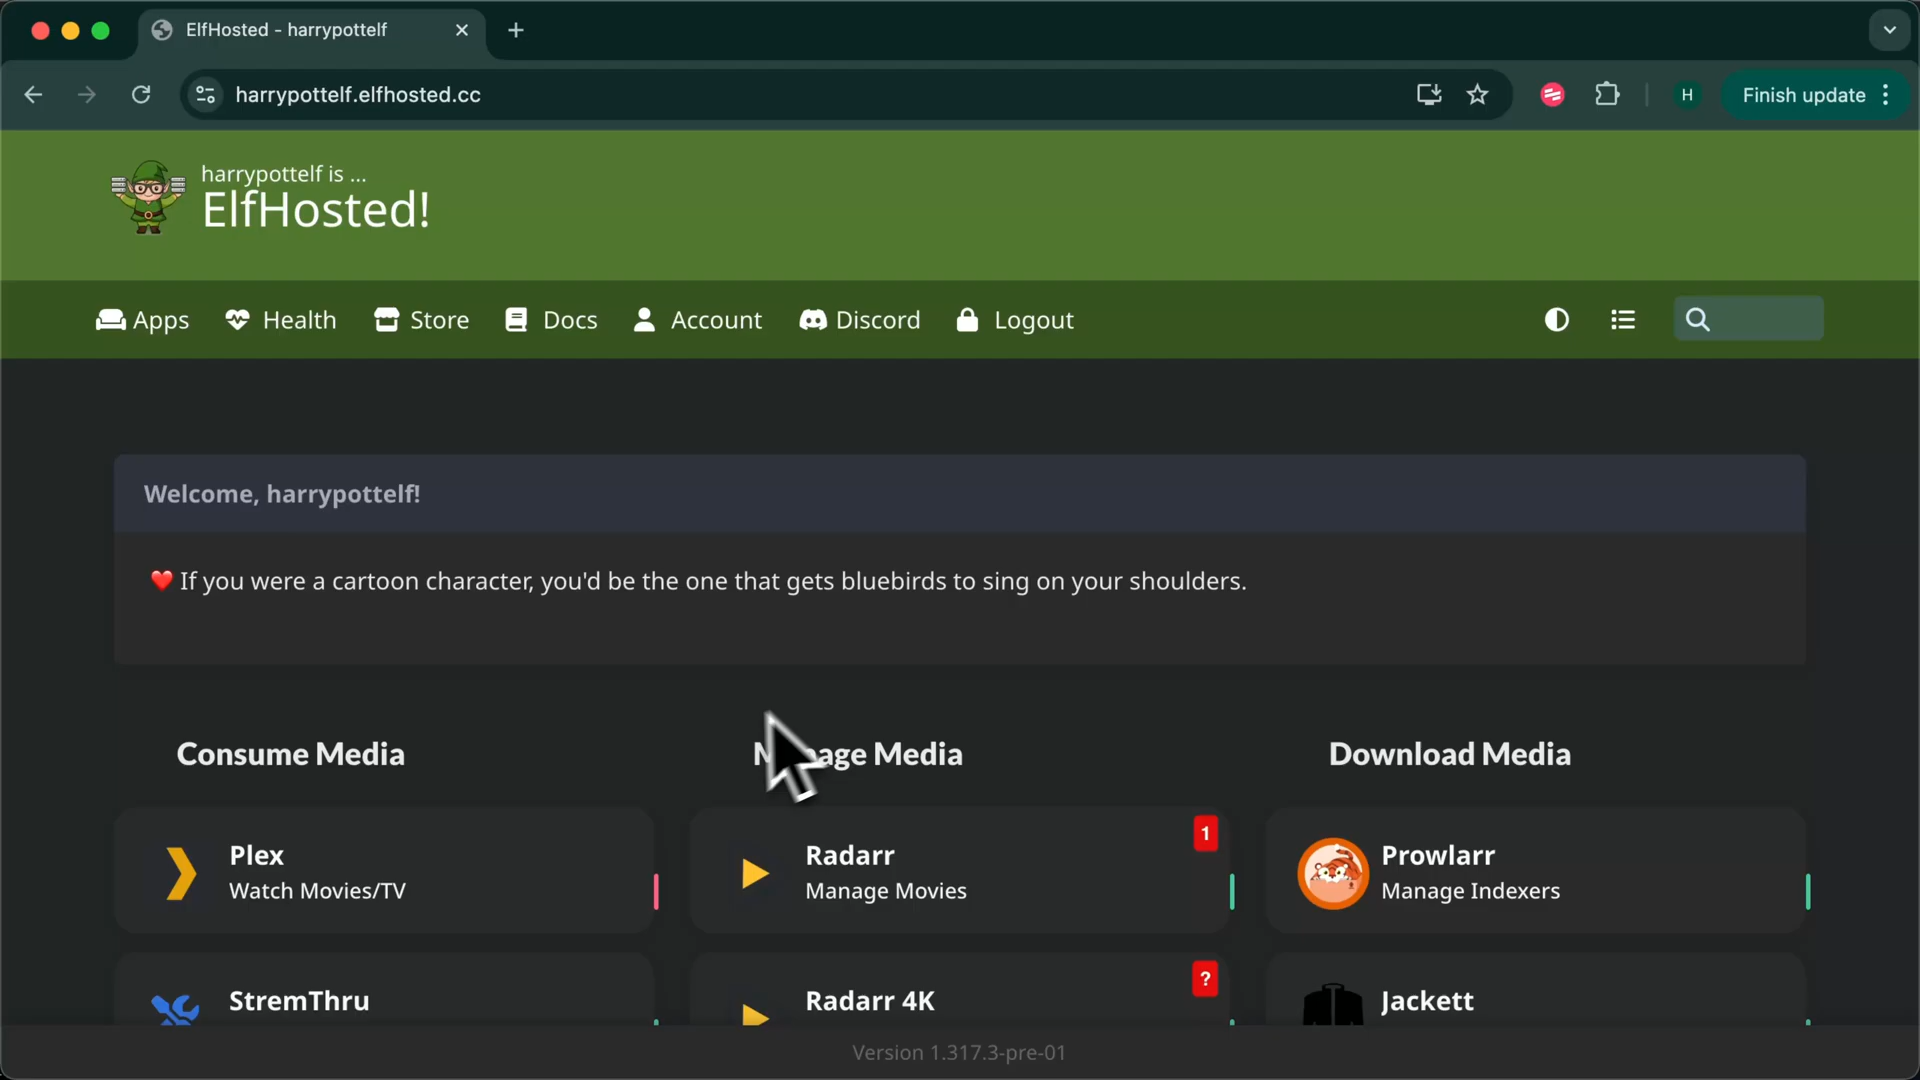 ElfHosted - harrypottelf
harrypottelf.elfhosted.cc
H
Finish update
harrypottelf is ...
ElfHosted!
Apps
Health
Store
Docs
Account
Discord
Logout
Welcome, harrypottelf!
❤️ If you were a cartoon character, you'd be the one that gets bluebirds to sing on your shoulders.
Consume Media
Media
Download Media
Plex
Watch Movies/TV
1
Radarr
Manage Movies
Prowlarr
Manage Indexers
StremThru
?
Radarr 4K
Jackett
Version 1.317.3-pre-01